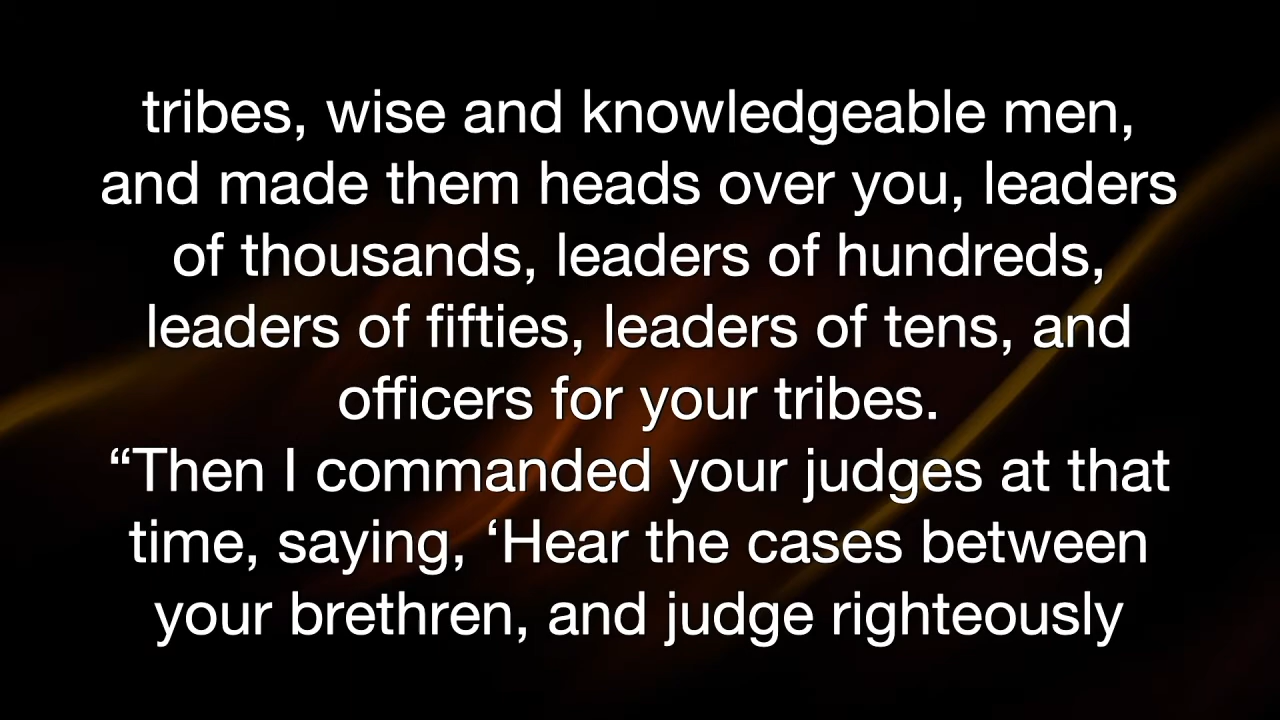 tribes, wise and knowledgeable men,
and made them heads over you, leaders
of thousands, leaders of hundreds,
leaders of fifties, leaders of tens, and
officers for your tribes.
“Then I commanded your judges at that
time, saying, ‘Hear the cases between
your brethren, and judge righteously